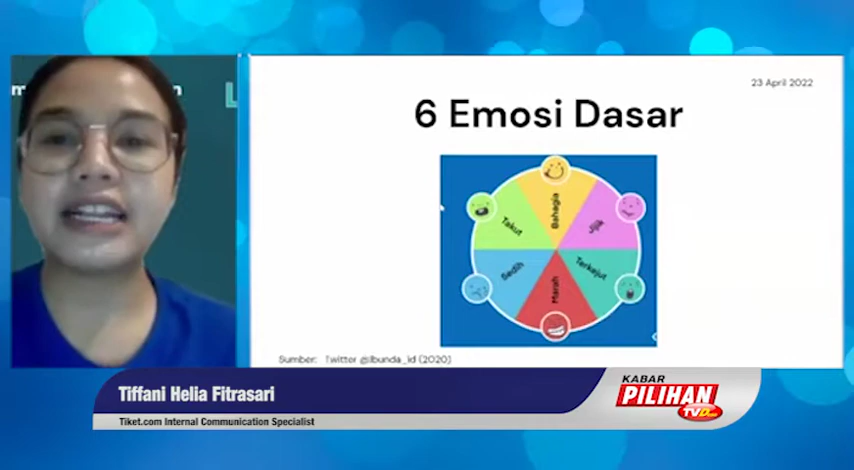 23 April 2022
6 Emosi Dasar
Bahagia
Takut
Jijik
Sedih
Terkejut
Marah
Sumber: Twitter @ibunda_id (2020)
Tiffani Helia Fitrasari
Tiket.com Internal Communication Specialist
KABAR
PILIHAN